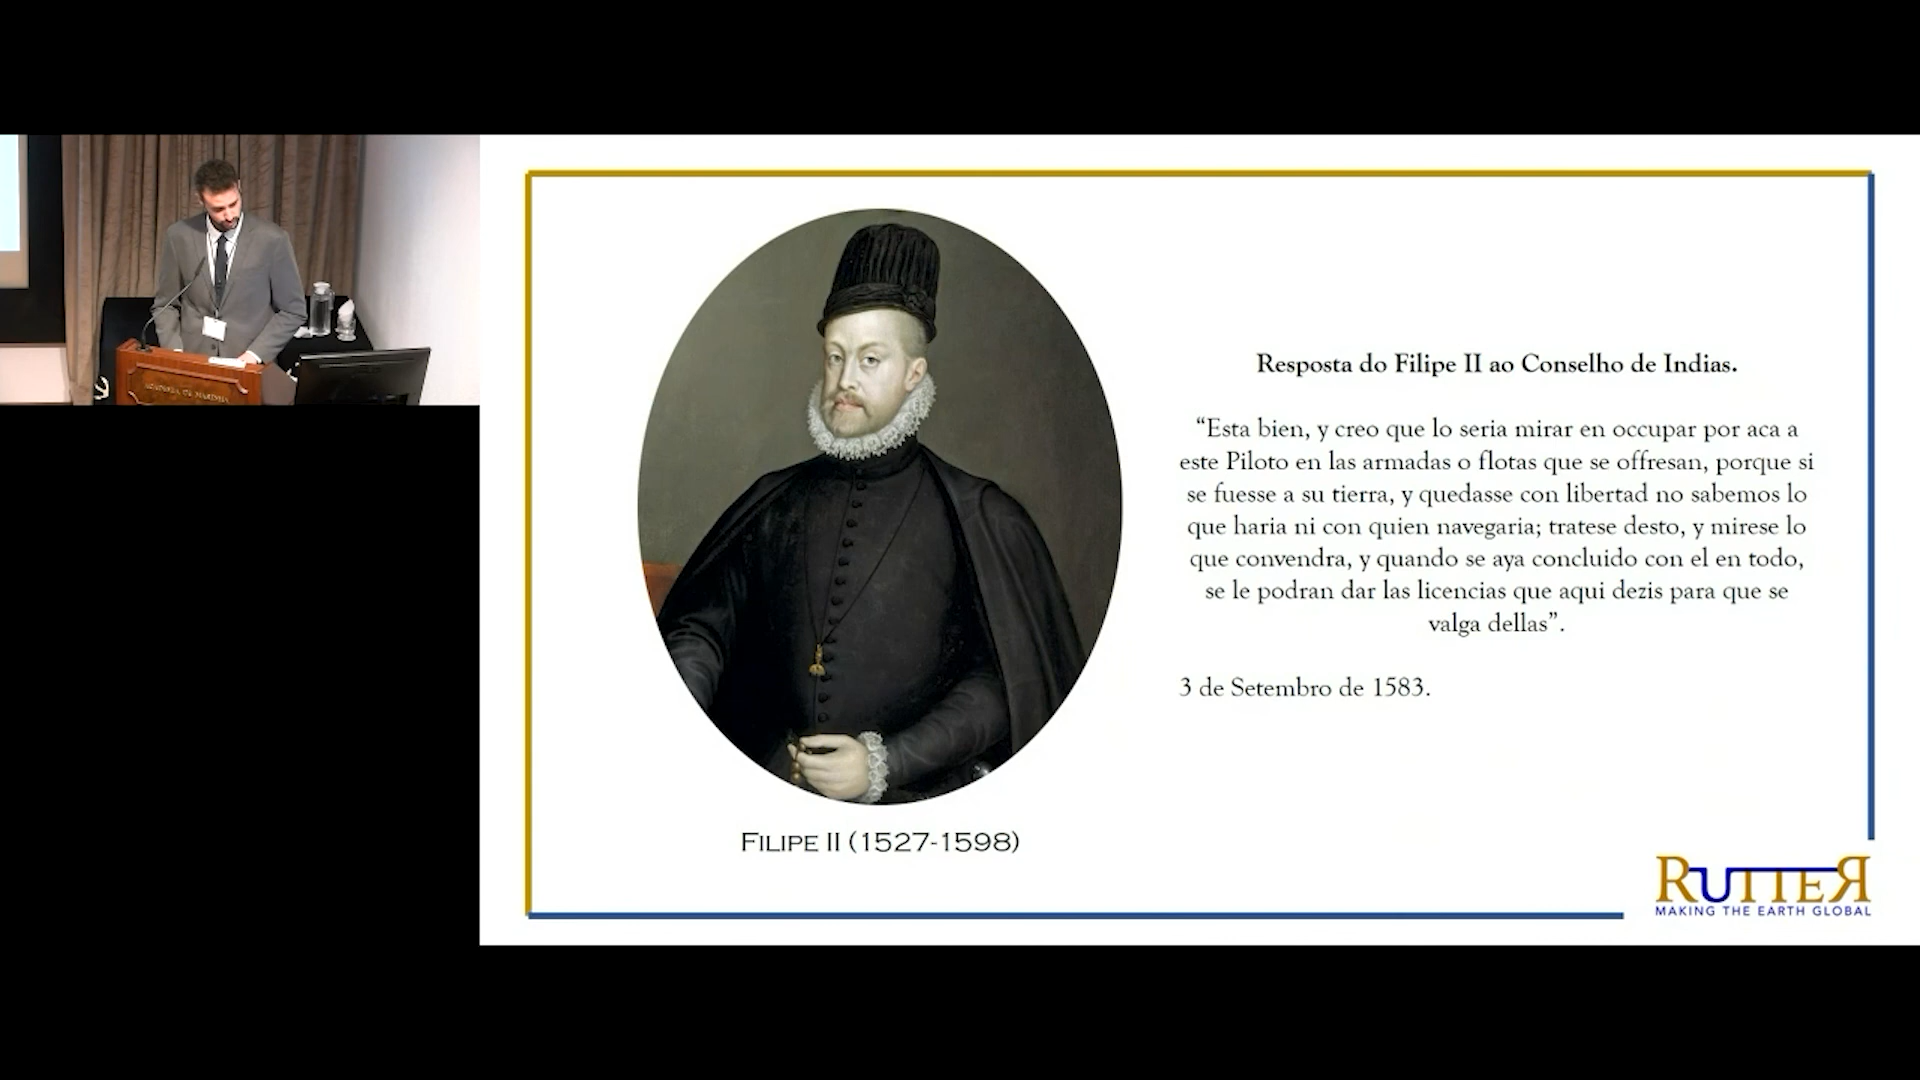 ACADEMIA DE MARINHA
Resposta do Filipe II ao Conselho de Indias.
“Esta bien, y creo que lo seria mirar en occupar por aca a
este Piloto en las armadas o flotas que se offresan, porque si
se fuesse a su tierra, y quedasse con libertad no sabemos lo
que haria ni con quien navegaria; tratese desto, y mirese lo
que convendra, y quando se aya concluido con el en todo,
se le podran dar las licencias que aqui dezis para que se
valga dellas”.
3 de Setembro de 1583.
FILIPE II (1527-1598)
RUTTER
MAKING THE EARTH GLOBAL